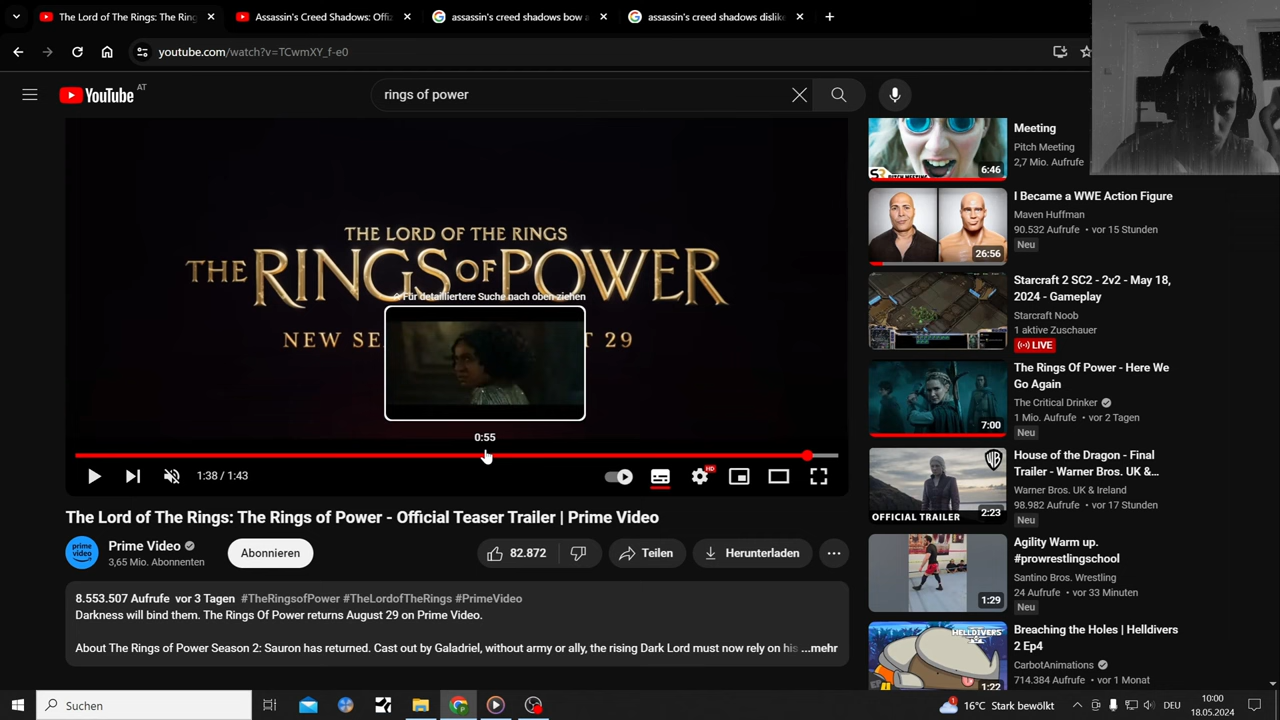 The Lord of The Rings: The Ring
Assassin's Creed Shadows: Offi
assassin's creed shadows bow a
assassin's creed shadows dislik
youtube.com/watch?v=TCwmXY_f-e0
YouTube AT
rings of power
THE LORD OF THE RINGS
THE RINGS OF POWER
Für detailliertere Suche nach oben ziehen
NEW SE T 29
0:55
1:38 / 1:43
HD
The Lord of The Rings: The Rings of Power - Official Teaser Trailer | Prime Video
prime video
Prime Video
3,65 Mio. Abonnenten
Abonnieren
82.872
Teilen
Herunterladen
8.553.507 Aufrufe vor 3 Tagen #TheRingsofPower #TheLordofTheRings #PrimeVideo
Darkness will bind them. The Rings Of Power returns August 29 on Prime Video.
About The Rings of Power Season 2: Sauron has returned. Cast out by Galadriel, without army or ally, the rising Dark Lord must now rely on his ...mehr
Meeting
Pitch Meeting
2,7 Mio. Aufrufe
6:46
I Became a WWE Action Figure
Maven Huffman
90.532 Aufrufe • vor 15 Stunden
Neu
26:56
Starcraft 2 SC2 - 2v2 - May 18,
2024 - Gameplay
Starcraft Noob
1 aktive Zuschauer
LIVE
The Rings Of Power - Here We
Go Again
The Critical Drinker
1 Mio. Aufrufe • vor 2 Tagen
Neu
7:00
House of the Dragon - Final
Trailer - Warner Bros. UK &...
Warner Bros. UK & Ireland
98.982 Aufrufe • vor 17 Stunden
Neu
OFFICIAL TRAILER
2:23
Agility Warm up.
#prowrestlingschool
Santino Bros. Wrestling
24 Aufrufe • vor 33 Minuten
Neu
1:29
Breaching the Holes | Helldivers
2 Ep4
CarbotAnimations
714.384 Aufrufe • vor 1 Monat
HELLDIVERS
1:22
Suchen
1
16°C Stark bewölkt
DEU
10:00
18.05.2024